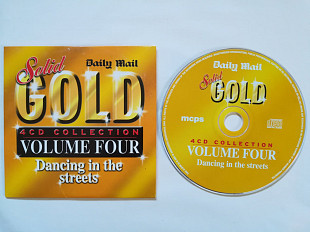 Solid
Daily Mail
GOLD
4CD COLLECTION
VOLUME FOUR
Dancing in the
streets
Daily Mail
Solid
GOLD
mcps
4CD COLLECTION
VOLUME FOUR
Dancing in the streets